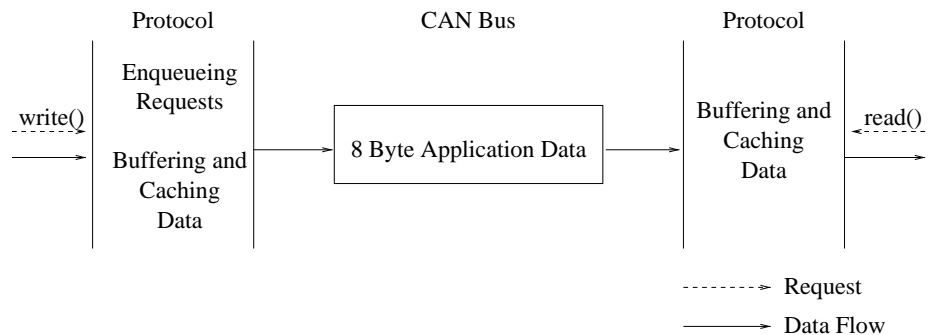 Protocol
CAN Bus
Protocol
Enqueueing
Requests
write()
Buffering and
Caching
Data
8 Byte Application Data
Buffering and
Caching
Data
read()
Request
Data Flow